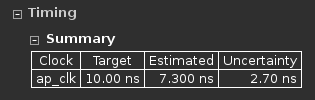 Timing
Summary
Clock Target Estimated Uncertainty
ap_clk 10.00 ns 7.300 ns 2.70 ns